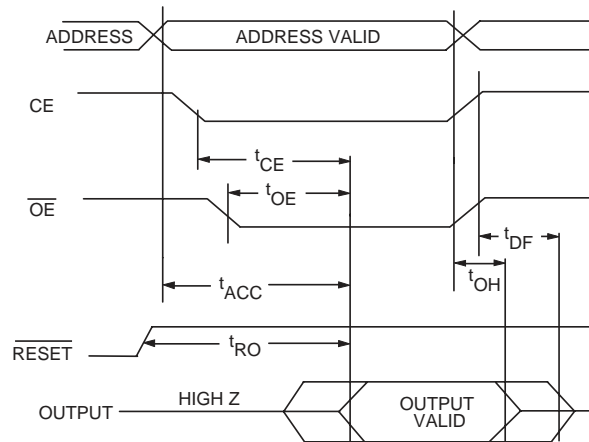 ADDRESS
ADDRESS VALID
CE
tCE
tOE
OE
tDF
tOH
tACC
RESET
tRO
OUTPUT
HIGH Z
OUTPUT
VALID